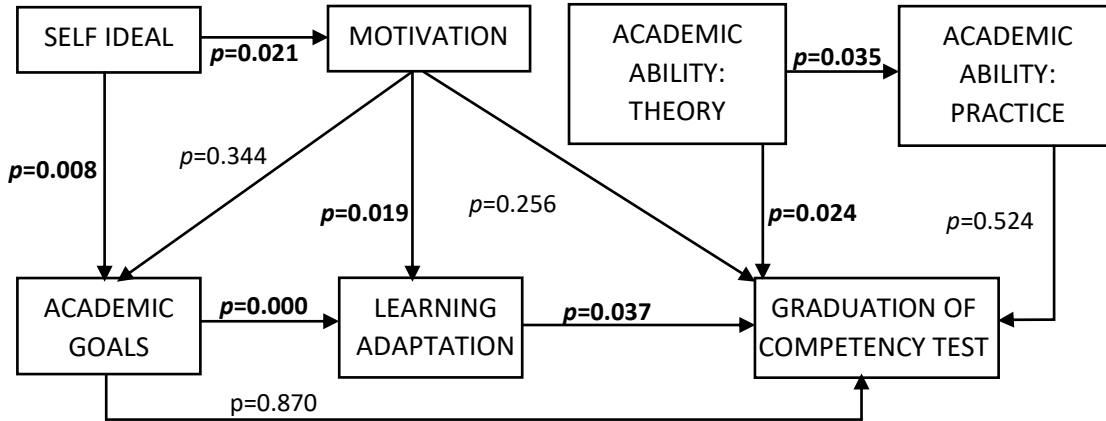 SELF IDEAL
p=0.021
MOTIVATION
ACADEMIC
ABILITY:
THEORY
p=0.035
ACADEMIC
ABILITY:
PRACTICE
p=0.008
p=0.344
p=0.019
p=0.256
p=0.024
p=0.524
ACADEMIC
GOALS
p=0.000
LEARNING
ADAPTATION
p=0.037
GRADUATION OF
COMPETENCY TEST
p=0.870